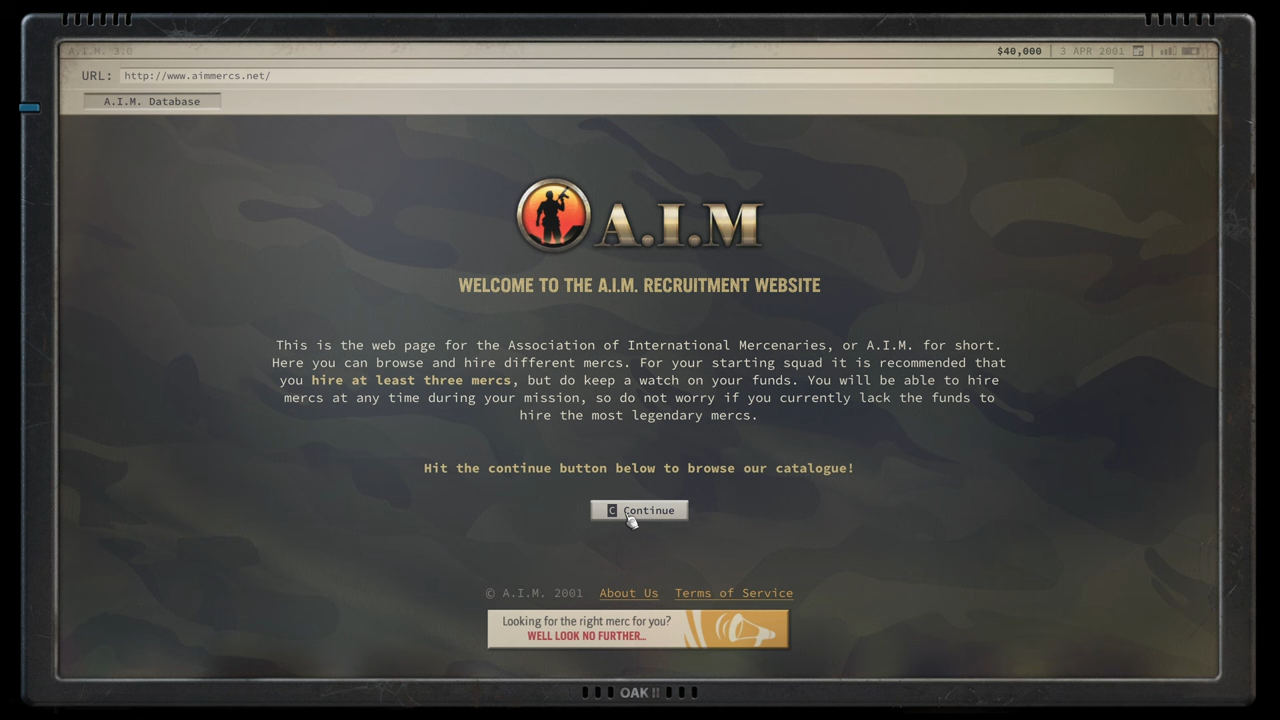 A.I.M. 3.0
$40,000 | 3 APR 2001
URL: http://www.aimmercs.net/
A.I.M. Database
A.I.M
WELCOME TO THE A.I.M. RECRUITMENT WEBSITE
This is the web page for the Association of International Mercenaries, or A.I.M. for short.
Here you can browse and hire different mercs. For your starting squad it is recommended that
you hire at least three mercs, but do keep a watch on your funds. You will be able to hire
mercs at any time during your mission, so do not worry if you currently lack the funds to
hire the most legendary mercs.
Hit the continue button below to browse our catalogue!
C Continue
© A.I.M. 2001 About Us Terms of Service
Looking for the right merc for you?
WELL LOOK NO FURTHER...
OAK II